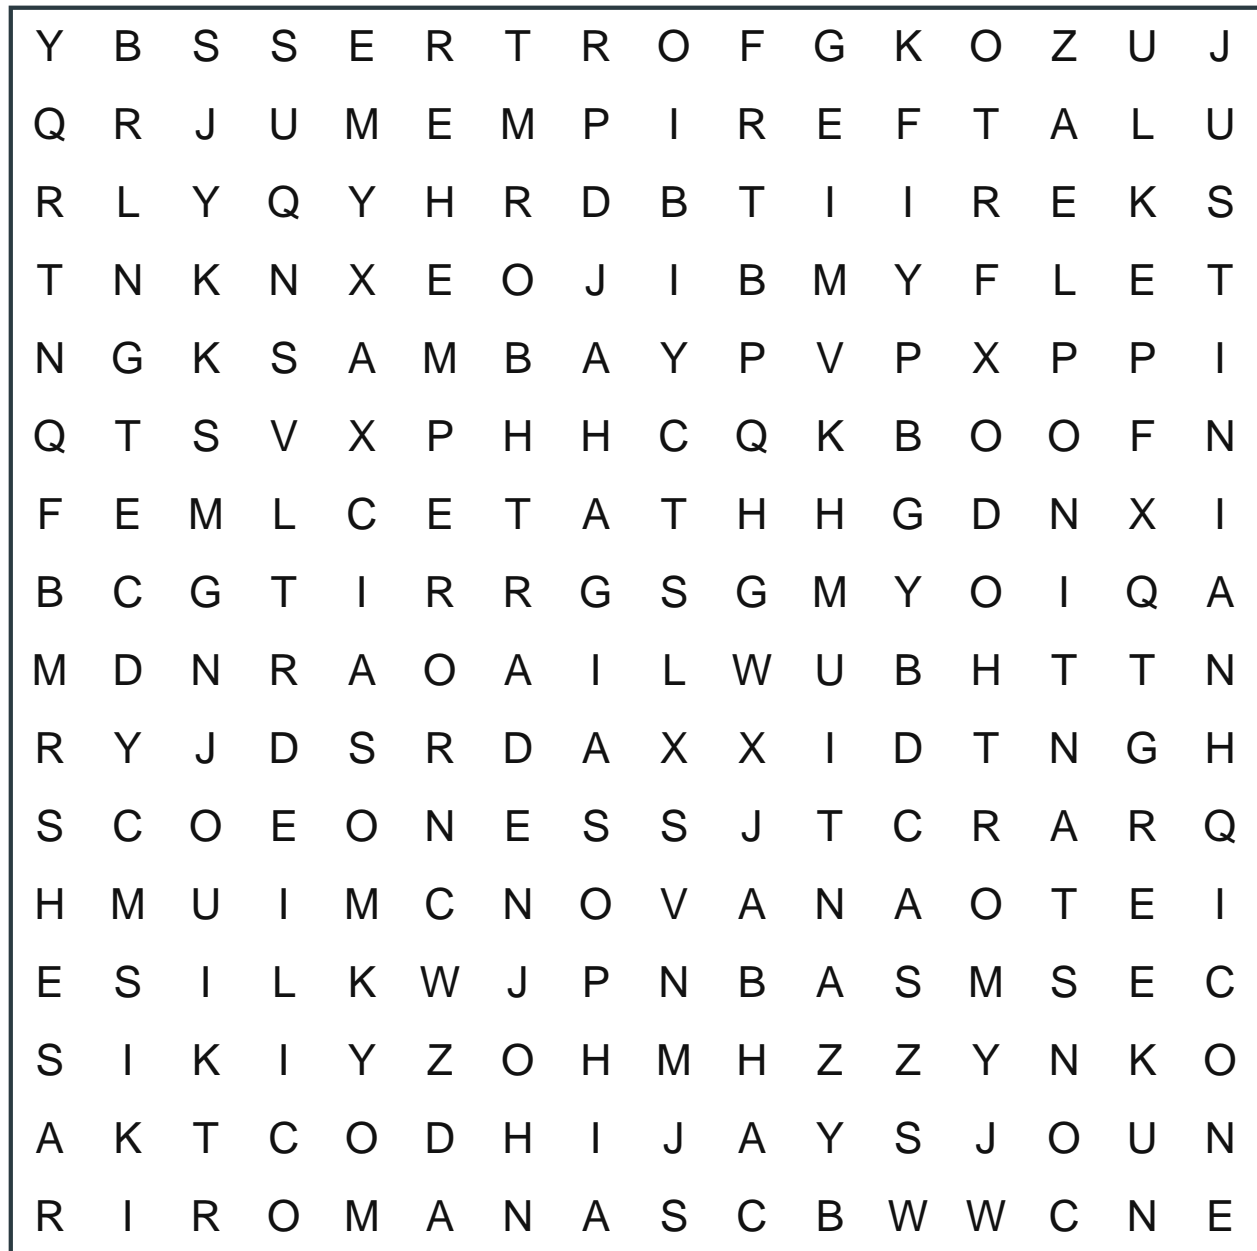 Y B S S E R T R O F G K O Z U J
Q R J U M E M P I R E F T A L U
R L Y Q Y H R D B T I I R E K S
T N K N X E O J I B M Y F L E T
N G K S A M B A Y P V P X P P I
Q T S V X P H H C Q K B O O F N
F E M L C E T A T H H G D N X I
B C G T I R R G S G M Y O I Q A
M D N R A O A I L W U B H T T N
R Y J D S R D A X X I D T N G H
S C O E O N E S S J T C R A R Q
H M U I M C N O V A N A O T E I
E S I L K W J P N B A S M S E C
S I K I Y Z O H M H Z Z Y N K O
A K T C O D H I J A Y S J O U N
R I R O M A N A S C B W W C N E